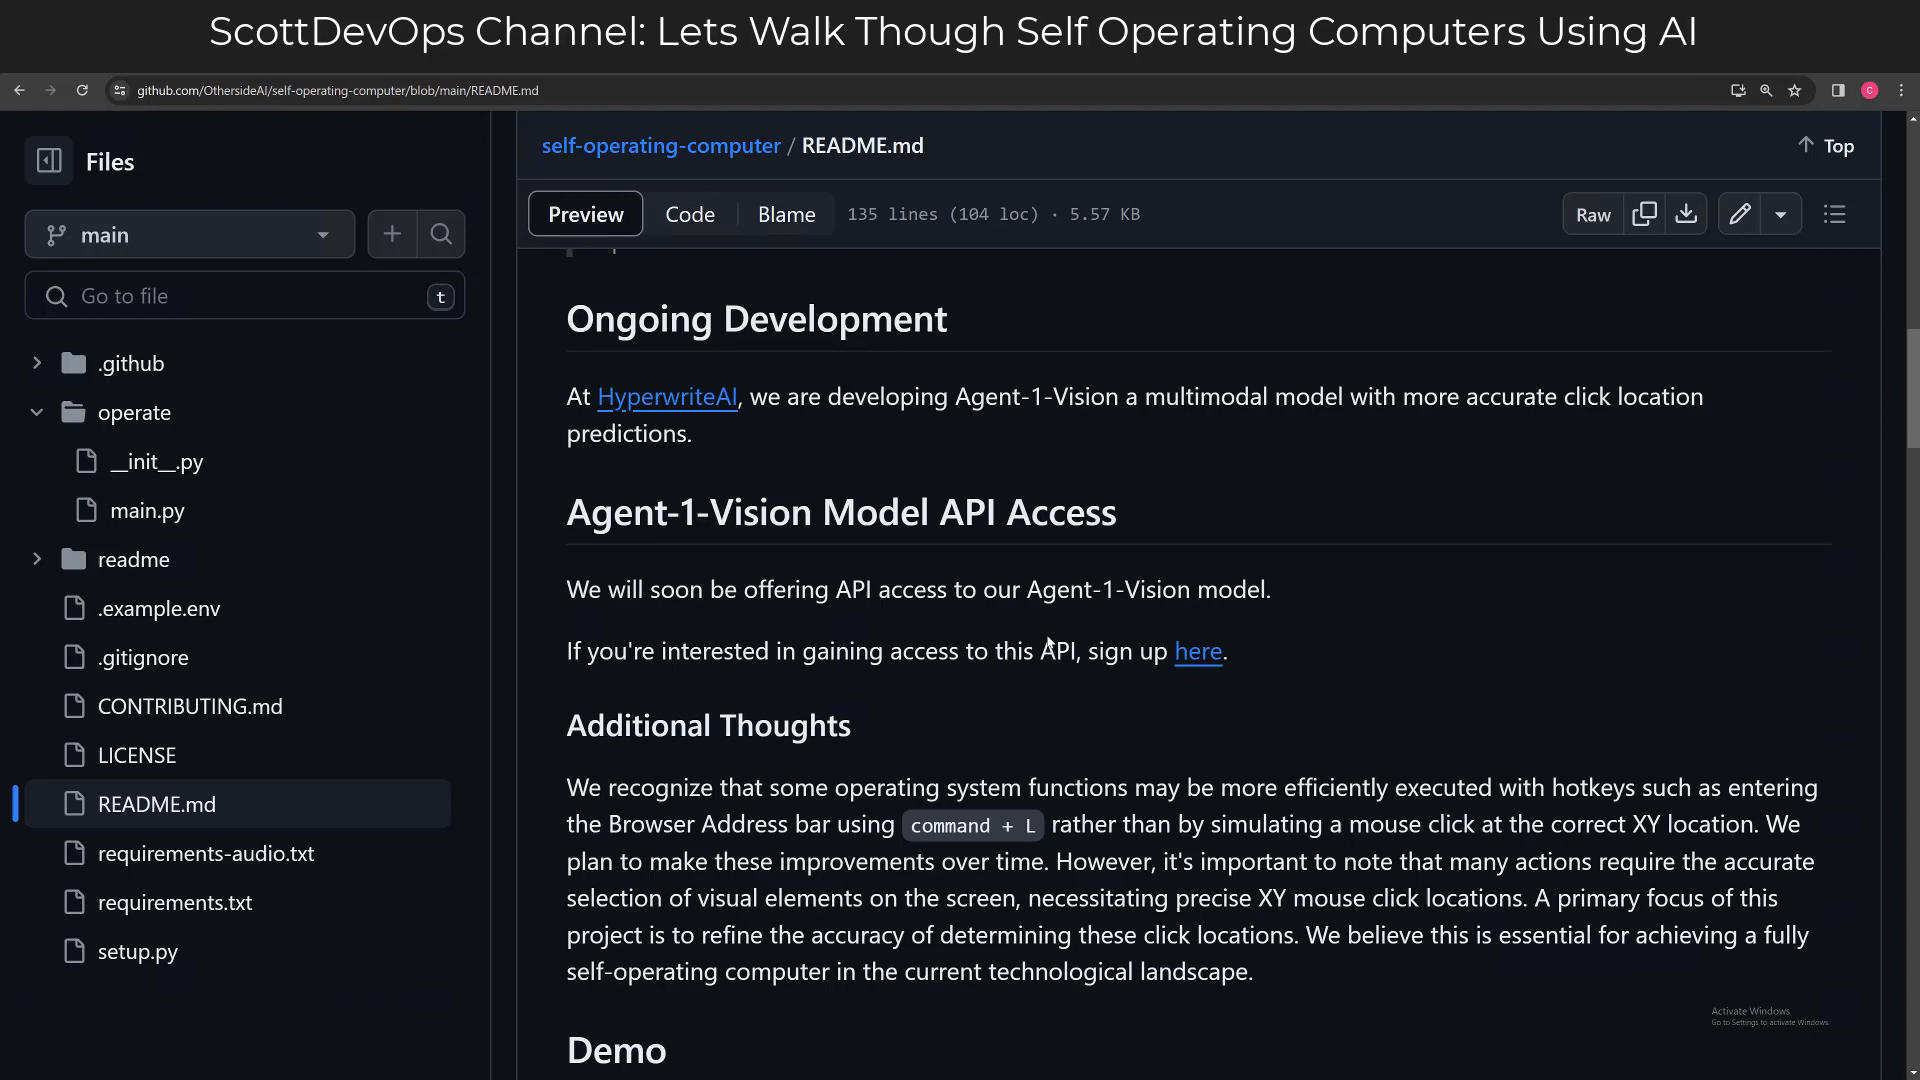 ScottDevOps Channel: Lets Walk Though Self Operating Computers Using AI
github.com/OthersideAI/self-operating-computer/blob/main/README.md
C
Files
main
Go to file
t
.github
operate
__init__.py
main.py
readme
.example.env
.gitignore
CONTRIBUTING.md
LICENSE
README.md
requirements-audio.txt
requirements.txt
setup.py
self-operating-computer / README.md
Top
Preview
Code
Blame
135 lines (104 loc) · 5.57 KB
Raw
Ongoing Development
At HyperwriteAI, we are developing Agent-1-Vision a multimodal model with more accurate click location
predictions.
Agent-1-Vision Model API Access
We will soon be offering API access to our Agent-1-Vision model.
If you're interested in gaining access to this API, sign up here.
Additional Thoughts
We recognize that some operating system functions may be more efficiently executed with hotkeys such as entering
the Browser Address bar using command + L rather than by simulating a mouse click at the correct XY location. We
plan to make these improvements over time. However, it's important to note that many actions require the accurate
selection of visual elements on the screen, necessitating precise XY mouse click locations. A primary focus of this
project is to refine the accuracy of determining these click locations. We believe this is essential for achieving a fully
self-operating computer in the current technological landscape.
Demo
Activate Windows
Go to Settings to activate Windows.